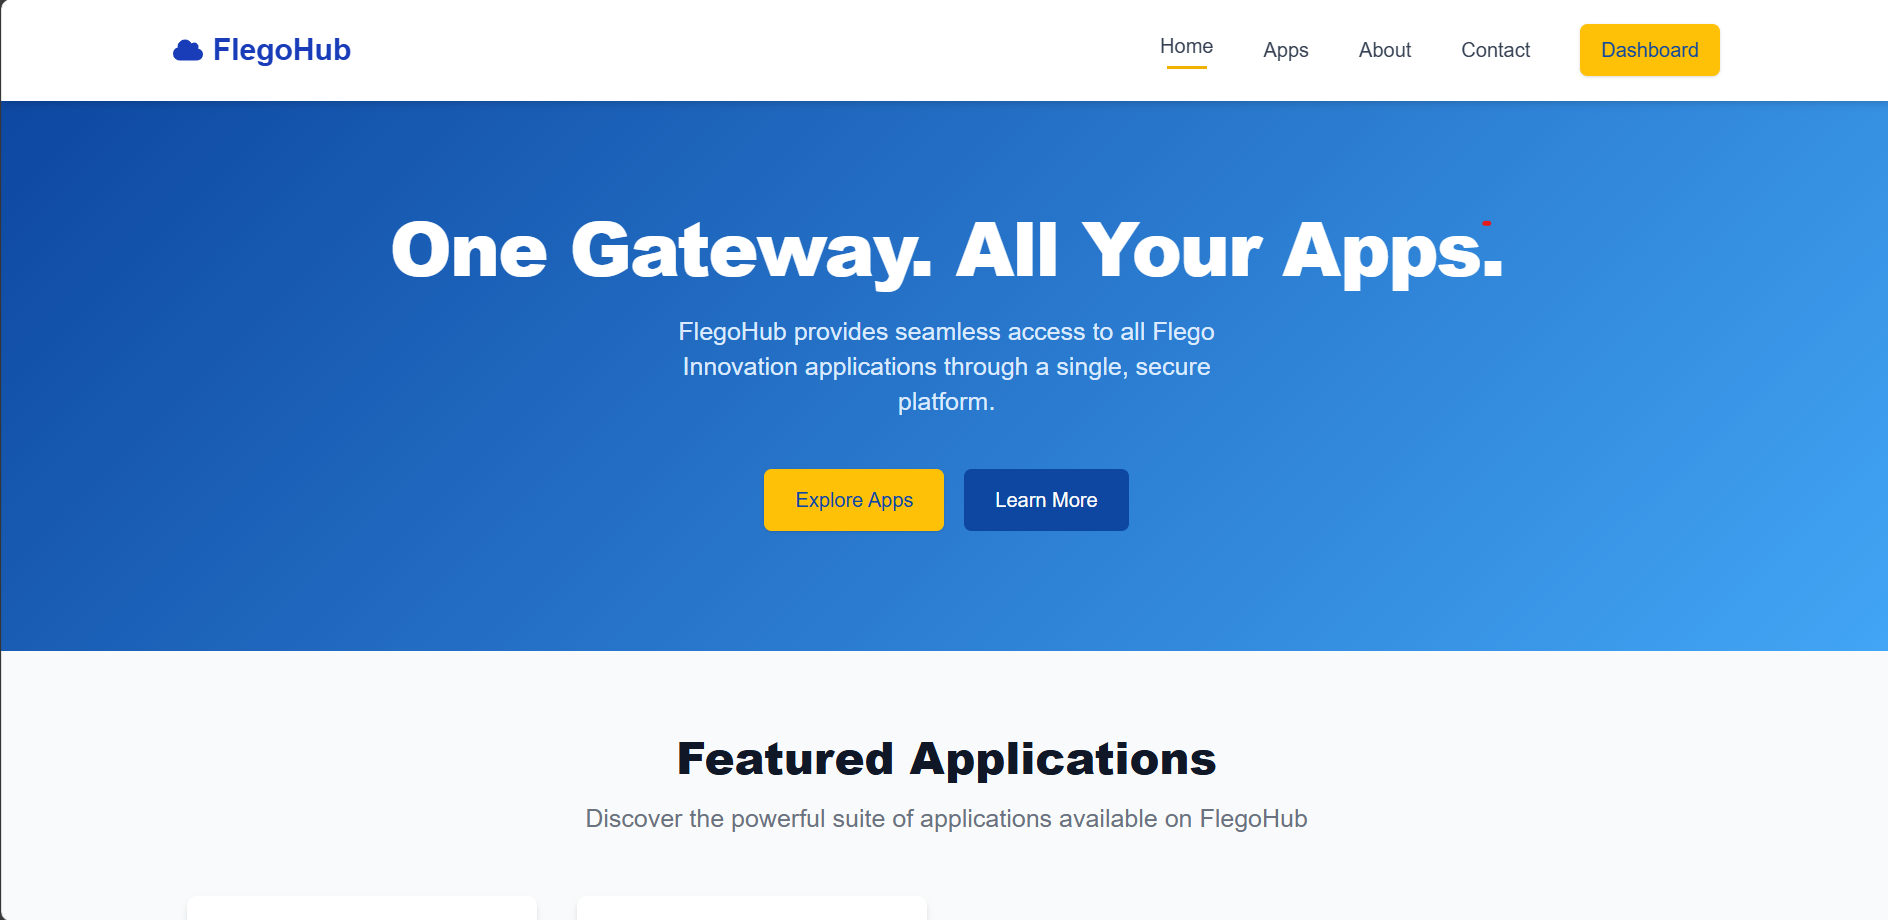 FlegoHub
Home
Apps
About
Contact
Dashboard
One Gateway. All Your Apps.
FlegoHub provides seamless access to all Flego
Innovation applications through a single, secure
platform.
Explore Apps
Learn More
Featured Applications
Discover the powerful suite of applications available on FlegoHub